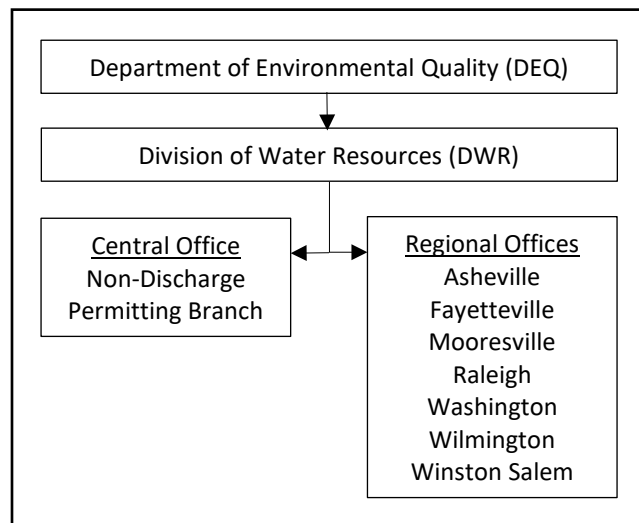 Department of Environmental Quality (DEQ)
Division of Water Resources (DWR)
Central Office
Non-Discharge
Permitting Branch
Regional Offices
Asheville
Fayetteville
Mooresville
Raleigh
Washington
Wilmington
Winston Salem